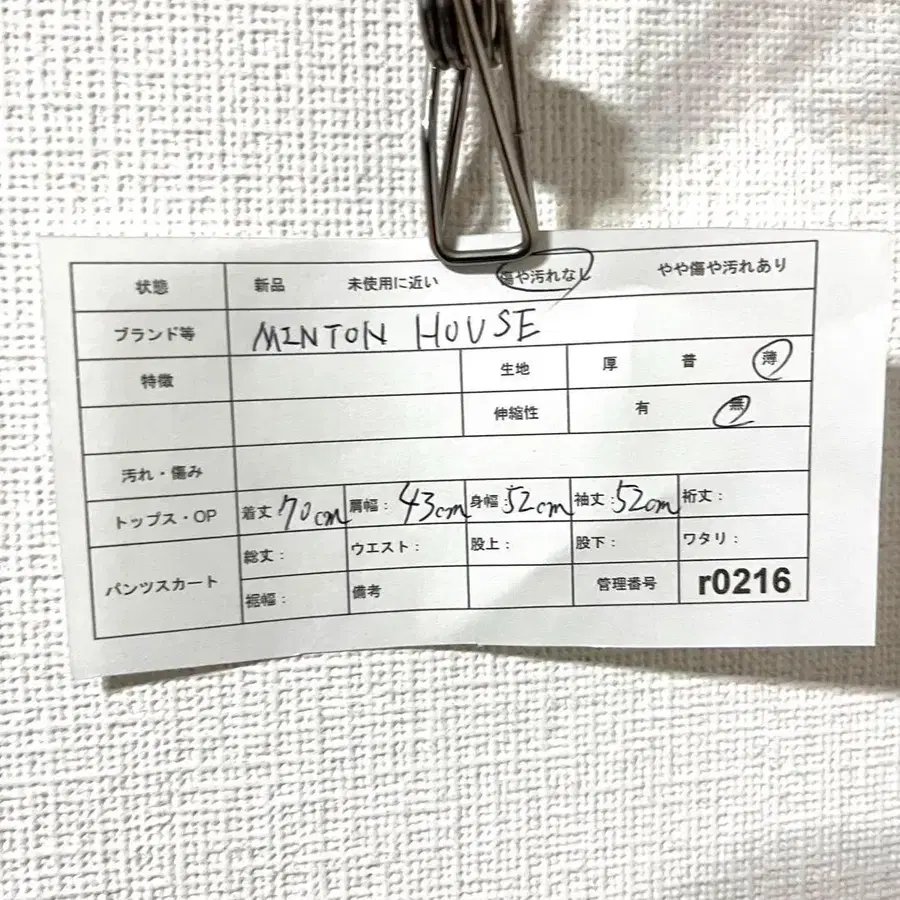 状態 新品 未使用に近い 傷や汚れなし やや傷や汚れあり
ブランド等 MINTON HOUSE
特徴 生地 厚 普 薄
伸縮性 有 無
汚れ・傷み
トップス・OP 着丈 70cm 肩幅: 43cm 身幅: 52cm 袖丈: 52cm 裄丈:
パンツスカート 総丈: ウエスト: 股上: 股下: ワタリ:
裾幅: 備考 管理番号 r0216